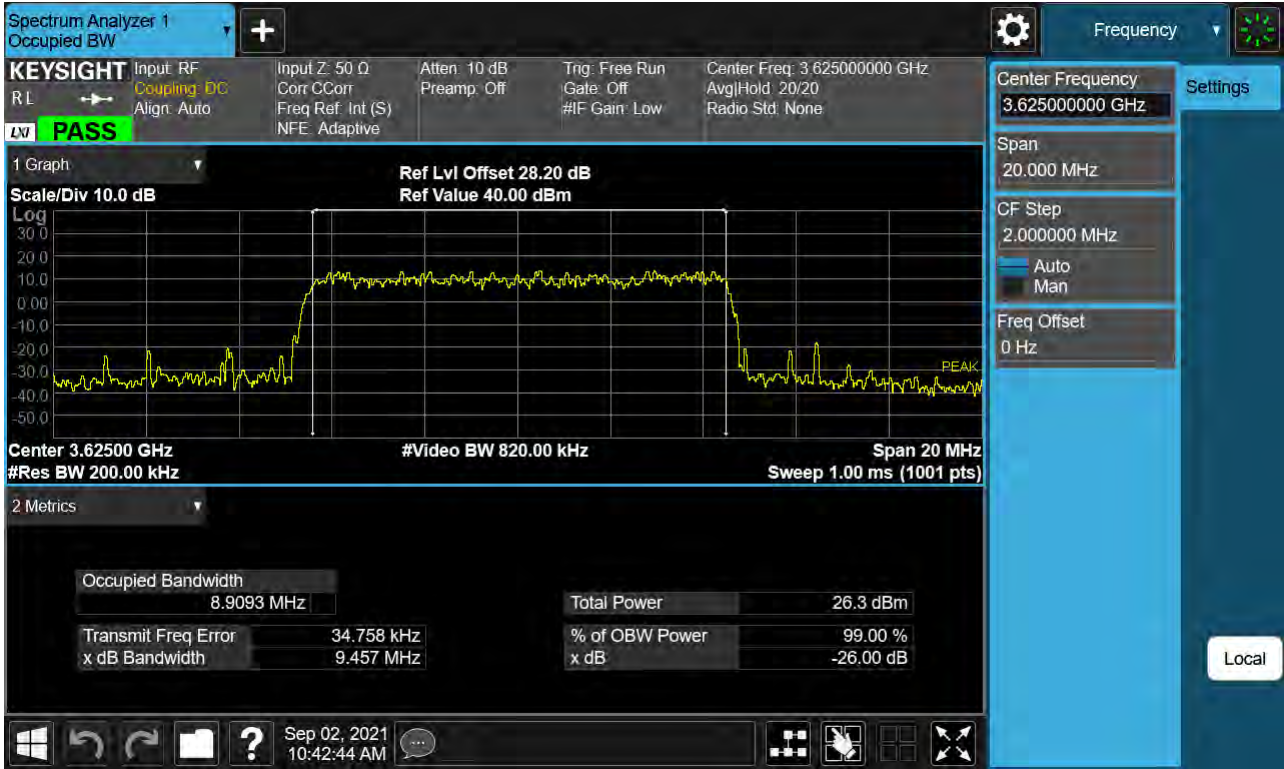 Spectrum Analyzer 1
Occupied BW
+
Frequency
KEYSIGHT
Input: RF
Coupling: DC
Align: Auto
Input Z: 50 Ω
Corr CCorr
Freq Ref: Int (S)
NFE: Adaptive
Atten: 10 dB
Preamp: Off
Trig: Free Run
Gate: Off
#IF Gain: Low
Center Freq: 3.625000000 GHz
Avg|Hold: 20/20
Radio Std: None
R L
LXI
PASS
Center Frequency
3.625000000 GHz
Settings
Span
20.000 MHz
CF Step
2.000000 MHz
Auto
Man
Freq Offset
0 Hz
1 Graph
Scale/Div 10.0 dB
Ref Lvl Offset 28.20 dB
Ref Value 40.00 dBm
Log
30.0
20.0
10.0
0.00
-10.0
-20.0
-30.0
-40.0
-50.0
PEAK
Center 3.62500 GHz
#Video BW 820.00 kHz
Span 20 MHz
#Res BW 200.00 kHz
Sweep 1.00 ms (1001 pts)
2 Metrics
Occupied Bandwidth
8.9093 MHz
Total Power 26.3 dBm
Transmit Freq Error 34.758 kHz
% of OBW Power 99.00 %
x dB Bandwidth 9.457 MHz
x dB -26.00 dB
Local
?
Sep 02, 2021
10:42:44 AM